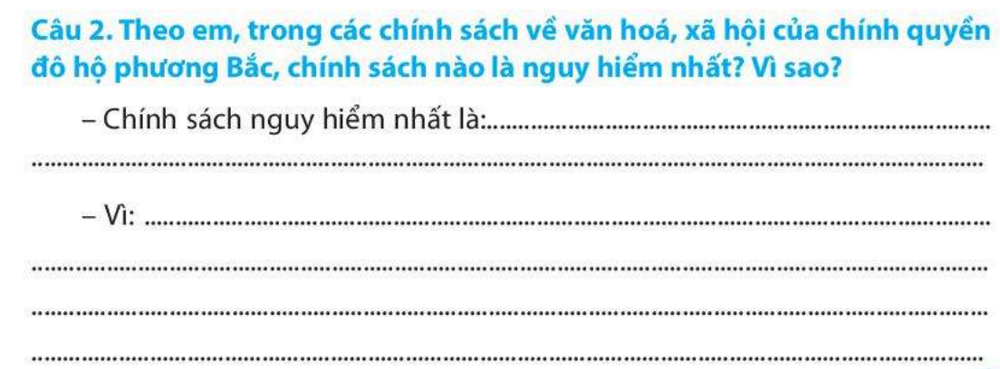 Câu 2. Theo em, trong các chính sách về văn hoá, xã hội của chính quyền
đô hộ phương Bắc, chính sách nào là nguy hiểm nhất? Vì sao?
– Chính sách nguy hiểm nhất là:................................................................................
................................................................................................................................
– Vì: ................................................................................................................
................................................................................................................................
................................................................................................................................
................................................................................................................................